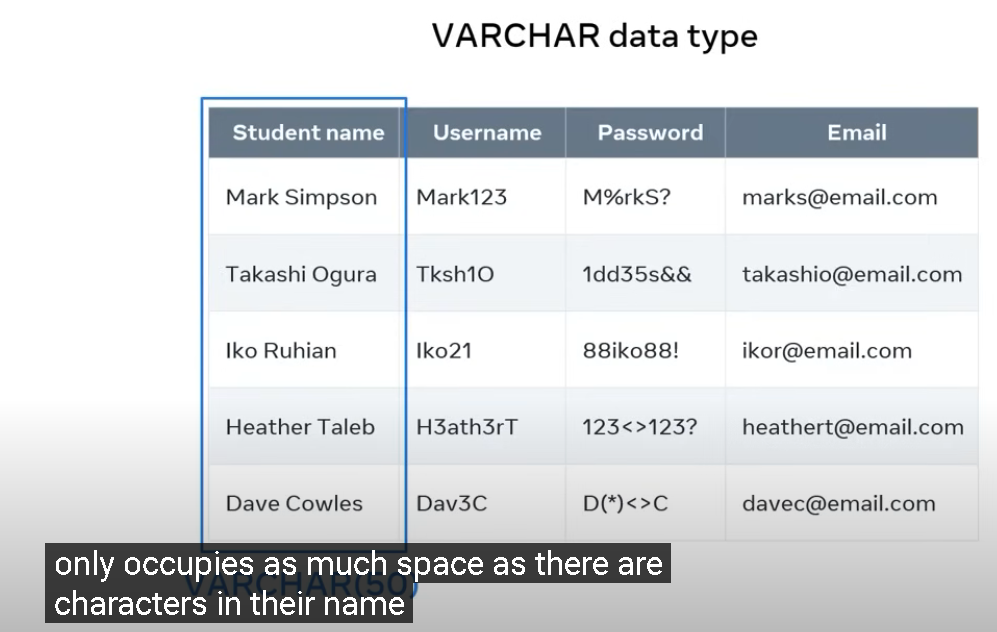 VARCHAR data type
Student name Username Password Email
Mark Simpson Mark123 M%rkS? marks@email.com
Takashi Ogura Tksh1O 1dd35s&& takashio@email.com
Iko Ruhian Iko21 88iko88! ikor@email.com
Heather Taleb H3ath3rT 123<>123? heathert@email.com
Dave Cowles Dav3C D(*)<>C davec@email.com
VARCHAR(50)
only occupies as much space as there are
characters in their name